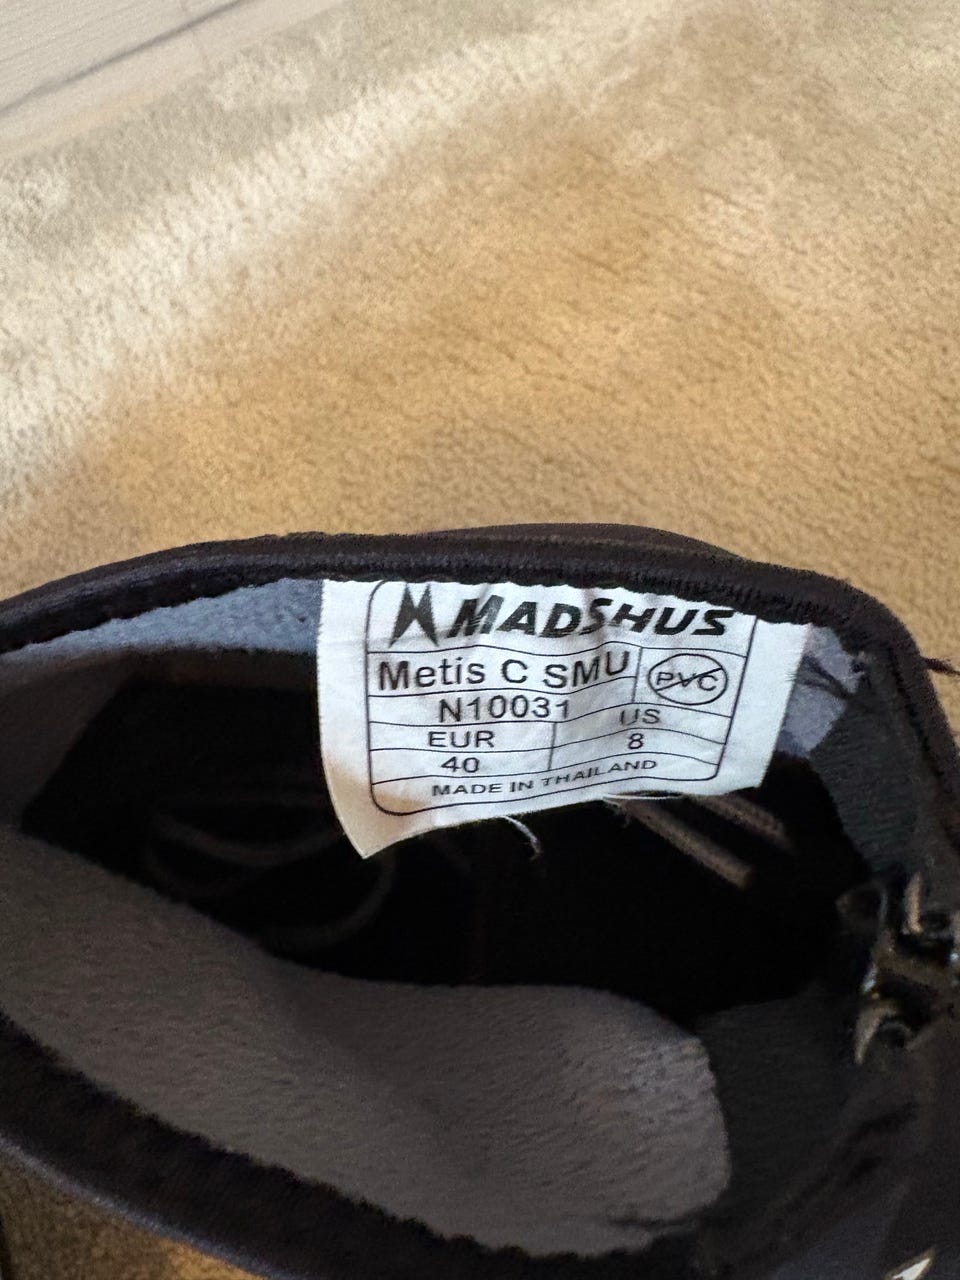 MADSHUS
Metis C SMU PVC
N10031
EUR US
40 8
MADE IN THAILAND